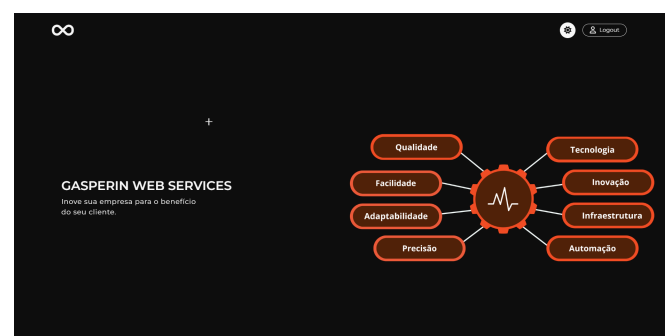 Logout
GASPERIN WEB SERVICES
Inove sua empresa para o benefício
do seu cliente.
Qualidade
Facilidade
Adaptabilidade
Precisão
Tecnologia
Inovação
Infraestrutura
Automação